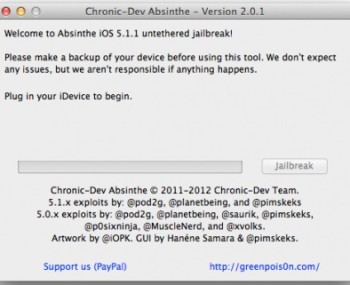 Chronic-Dev Absinthe - Version 2.0.1
Welcome to Absinthe iOS 5.1.1 untethered jailbreak!
Please make a backup of your device before using this tool. We don't expect
any issues, but we aren't responsible if anything happens.
Plug in your iDevice to begin.
Jailbreak
Chronic-Dev Absinthe © 2011-2012 Chronic-Dev Team.
5.1.x exploits by: @pod2g, @planetbeing, and @pimskeks
5.0.x exploits by: @pod2g, @planetbeing, @saurik, @pimskeks,
@p0sixninja, @MuscleNerd, and @xvolks.
Artwork by @iOPK. GUI by Hanéne Samara & @pimskeks.
Support us (PayPal)
http://greenpois0n.com/